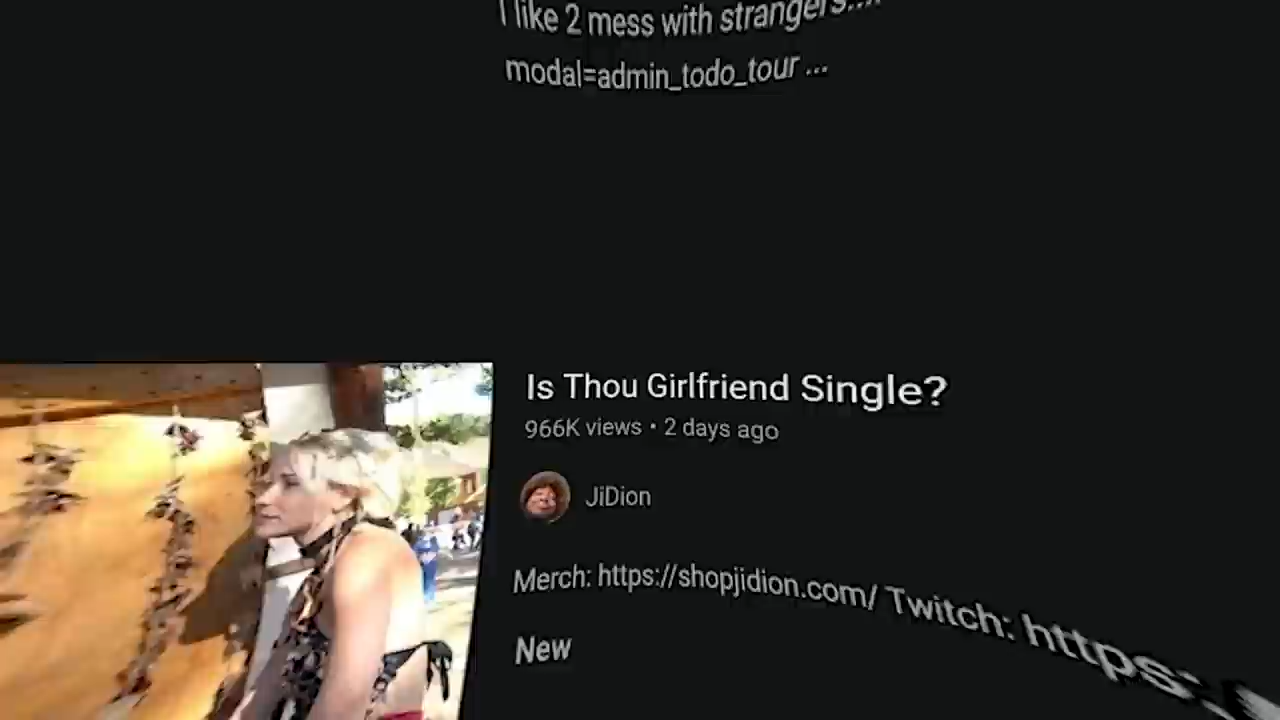 I like 2 mess with strangers....
modal=admin_todo_tour ...
Is Thou Girlfriend Single?
966K views • 2 days ago
JiDion
Merch: https://shopjidion.com/ Twitch: https:
New